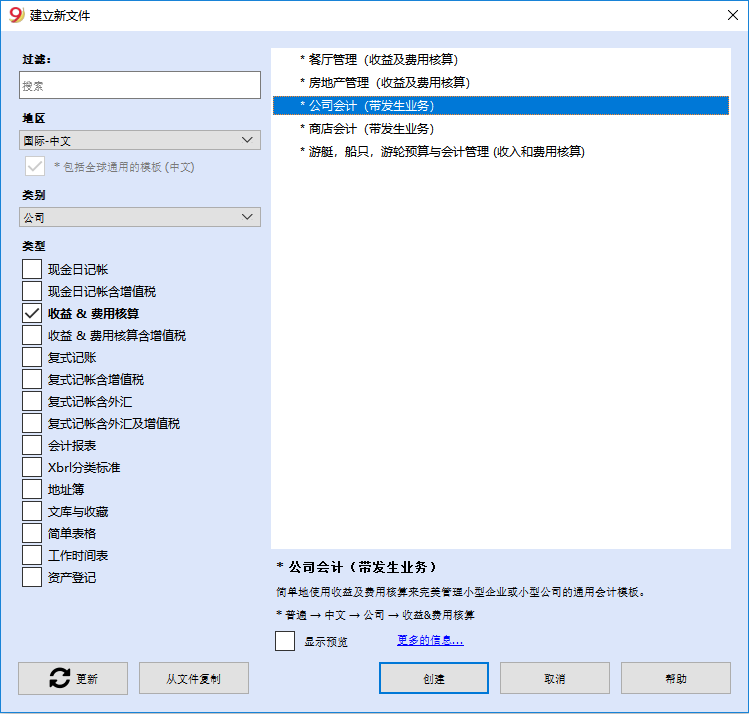 9 建立新文件
过滤:
搜索
地区
国际-中文
* 包括全球通用的模板 (中文)
类别
公司
类型
现金日记帐
现金日记帐含增值税
收益 & 费用核算
收益 & 费用核算含增值税
复式记账
复式记帐含增值税
复式记帐含外汇
复式记帐含外汇及增值税
会计报表
Xbrl分类标准
地址簿
文库与收藏
简单表格
工作时间表
资产登记
* 餐厅管理（收益及费用核算）
* 房地产管理（收益及费用核算）
* 公司会计（带发生业务）
* 商店会计（带发生业务）
* 游艇，船只，游轮预算与会计管理 (收入和费用核算)
* 公司会计（带发生业务）
简单地使用收益及费用核算来完美管理小型企业或小型公司的通用会计模板。
* 普遍 → 中文 → 公司 → 收益&费用核算
显示预览 更多的信息...
更新 从文件复制 创建 取消 帮助